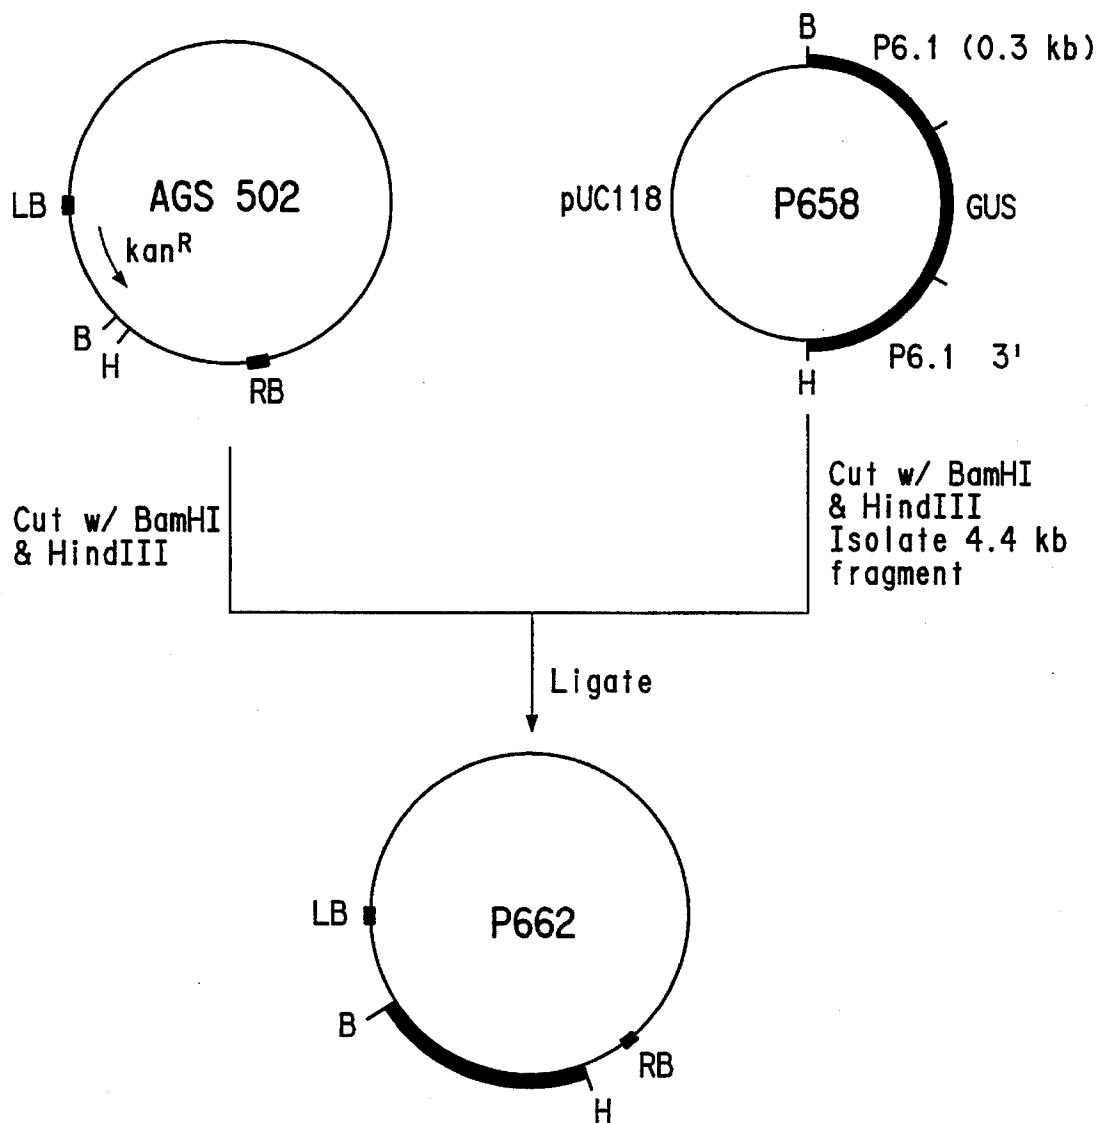 AGS 502
LB
kanR
B
H
RB
B
P6.1 (0.3 kb)
pUC118
P658
GUS
P6.1 3'
H
Cut w/ BamHI
& HindIII
Cut w/ BamHI
& HindIII
Isolate 4.4 kb
fragment
Ligate
LB
P662
B
RB
H